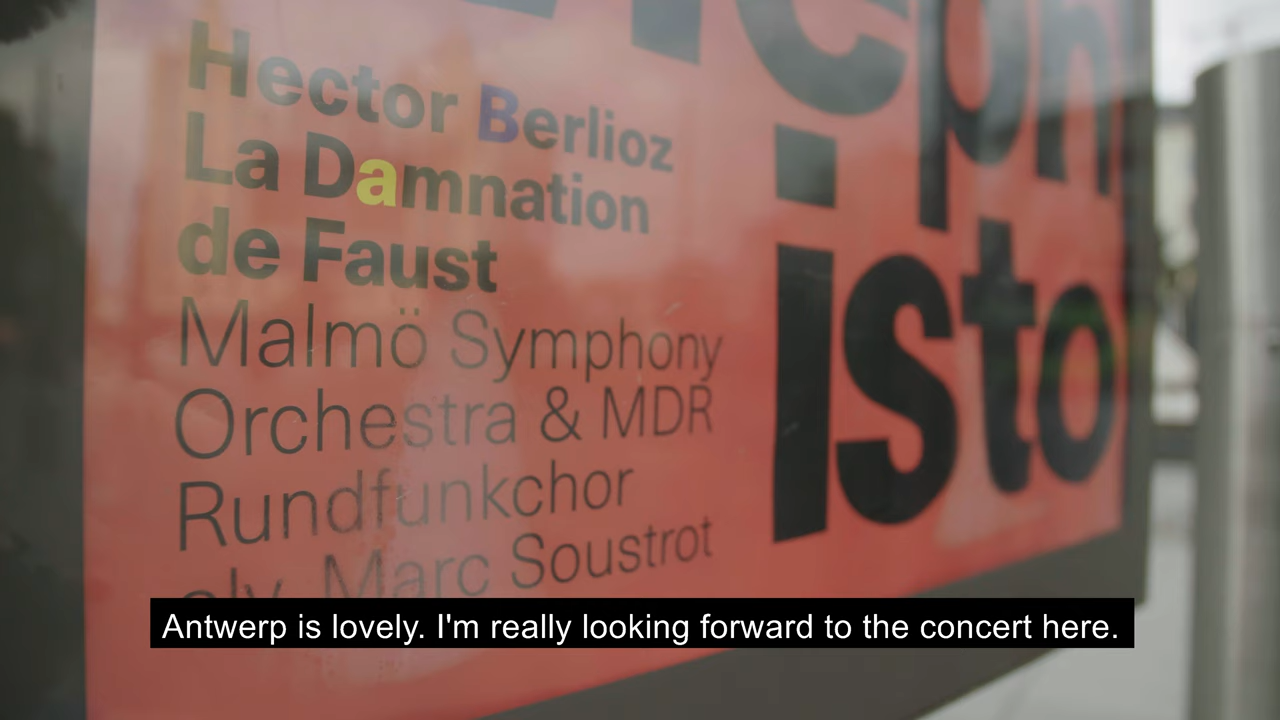 Hector Berlioz
La Damnation
de Faust
Malmö Symphony
Orchestra & MDR
Rundfunkchor
Marc Soustrot
eph
isto
Antwerp is lovely. I'm really looking forward to the concert here.